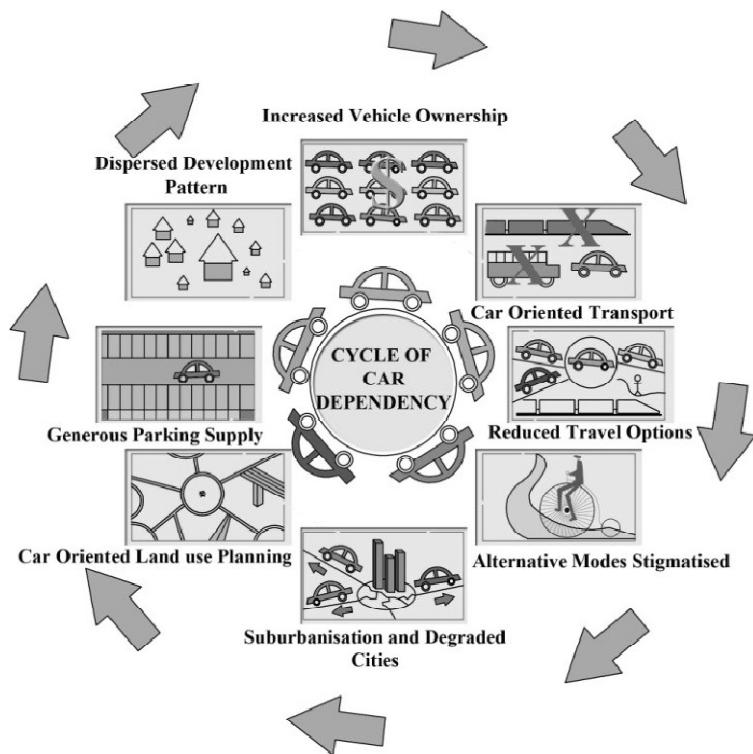 Increased Vehicle Ownership
Dispersed Development
Pattern
$
X
X
Car Oriented Transport
CYCLE OF
CAR
DEPENDENCY
Generous Parking Supply
Reduced Travel Options
Car Oriented Land use Planning
Alternative Modes Stigmatised
Suburbanisation and Degraded
Cities